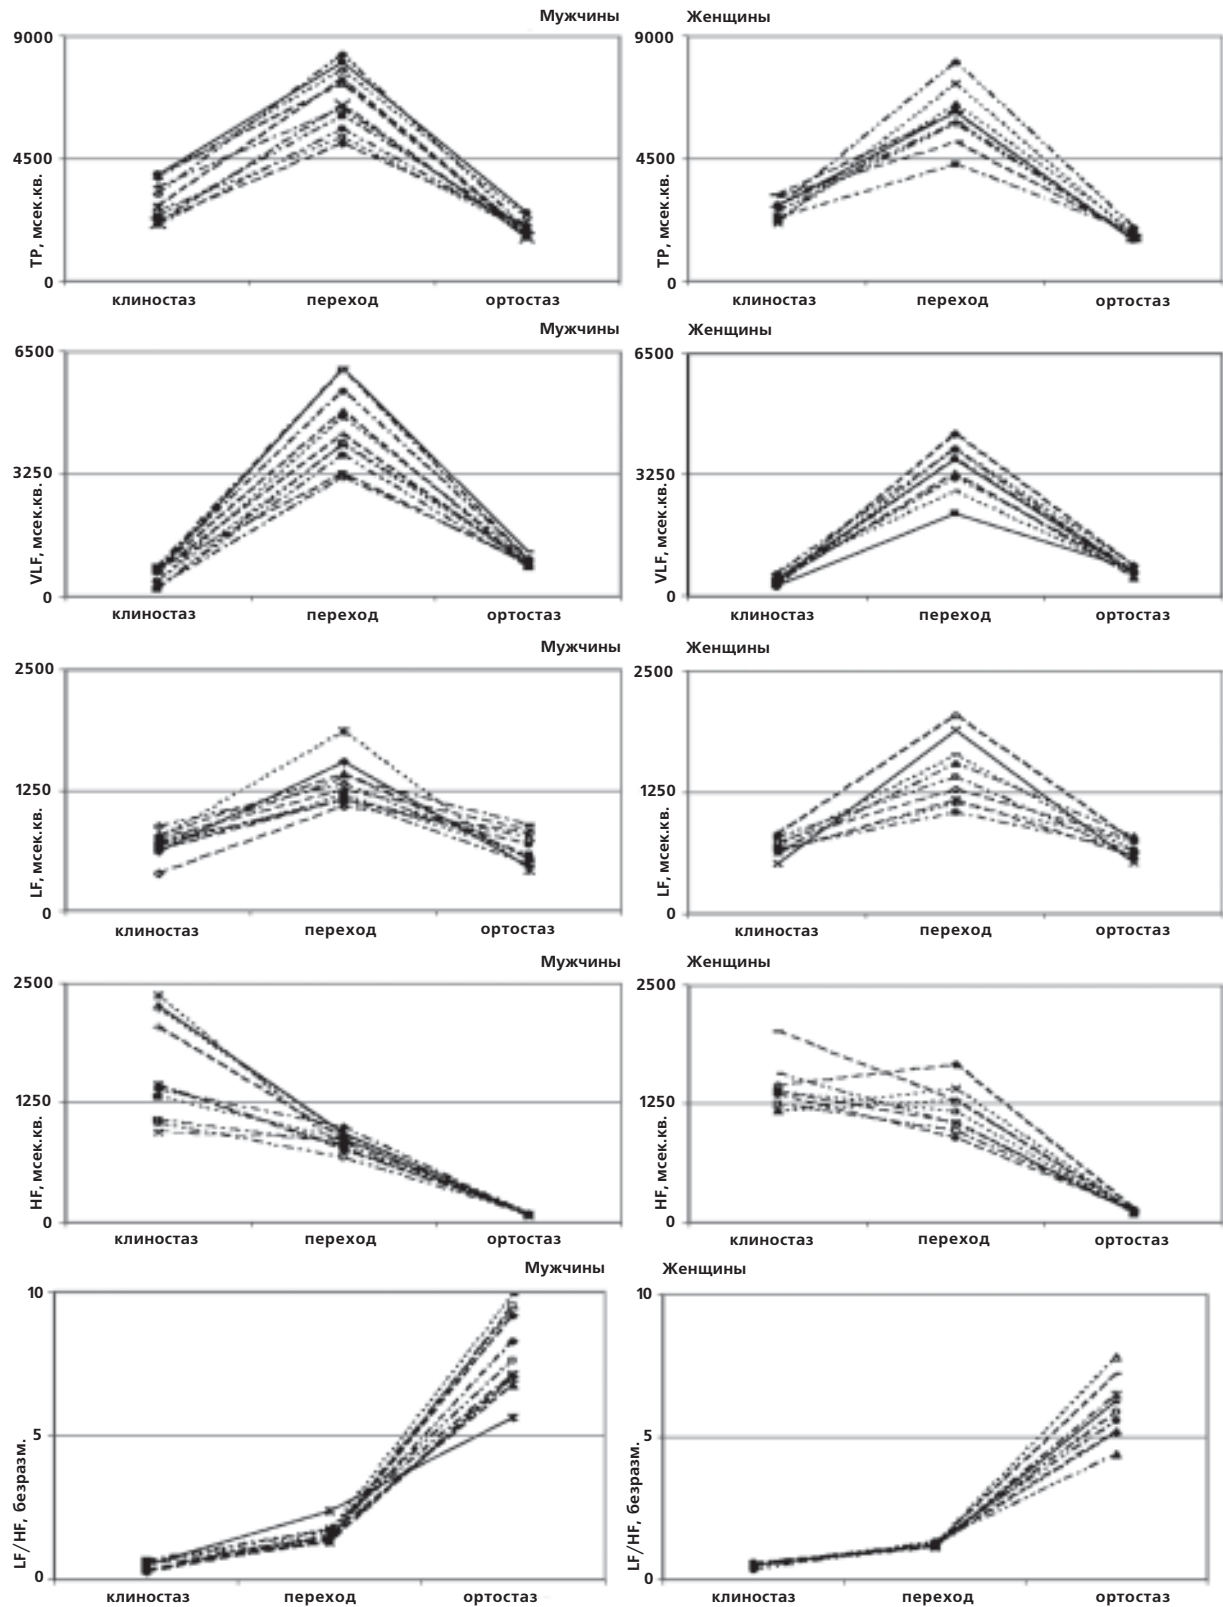 Мужчины Женщины
9000 9000
4500 4500
TP, мсек.кв. TP, мсек.кв.
0 0
клиностаз переход ортостаз клиностаз переход ортостаз
Мужчины Женщины
6500 6500
3250 3250
VLF, мсек.кв. VLF, мсек.кв.
0 0
клиностаз переход ортостаз клиностаз переход ортостаз
Мужчины Женщины
2500 2500
1250 1250
LF, мсек.кв. LF, мсек.кв.
0 0
клиностаз переход ортостаз клиностаз переход ортостаз
Мужчины Женщины
2500 2500
1250 1250
HF, мсек.кв. HF, мсек.кв.
0 0
клиностаз переход ортостаз клиностаз переход ортостаз
Мужчины Женщины
10 10
5 5
LF/HF, безразм. LF/HF, безразм.
0 0
клиностаз переход ортостаз клиностаз переход ортостаз